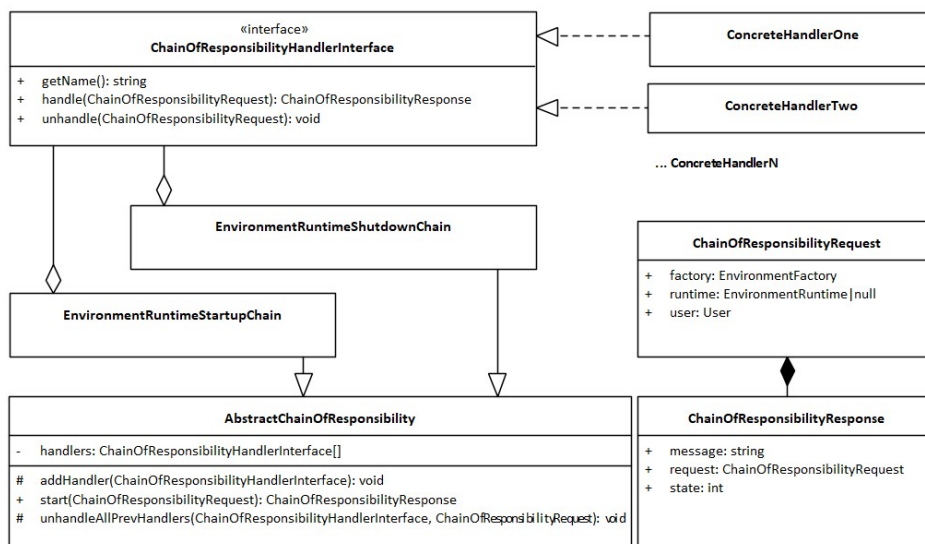 «interface»
ChainOfResponsibilityHandlerInterface
+ getName(): string
+ handle(ChainOfResponsibilityRequest): ChainOfResponsibilityResponse
+ unhandle(ChainOfResponsibilityRequest): void
ConcreteHandlerOne
ConcreteHandlerTwo
... ConcreteHandlerN
EnvironmentRuntimeShutdownChain
EnvironmentRuntimeStartupChain
ChainOfResponsibilityRequest
+ factory: EnvironmentFactory
+ runtime: EnvironmentRuntime|null
+ user: User
AbstractChainOfResponsibility
- handlers: ChainOfResponsibilityHandlerInterface[]
# addHandler(ChainOfResponsibilityHandlerInterface): void
+ start(ChainOfResponsibilityRequest): ChainOfResponsibilityResponse
# unhandleAllPrevHandlers(ChainOfResponsibilityHandlerInterface, ChainOfResponsibilityRequest): void
ChainOfResponsibilityResponse
+ message: string
+ request: ChainOfResponsibilityRequest
+ state: int